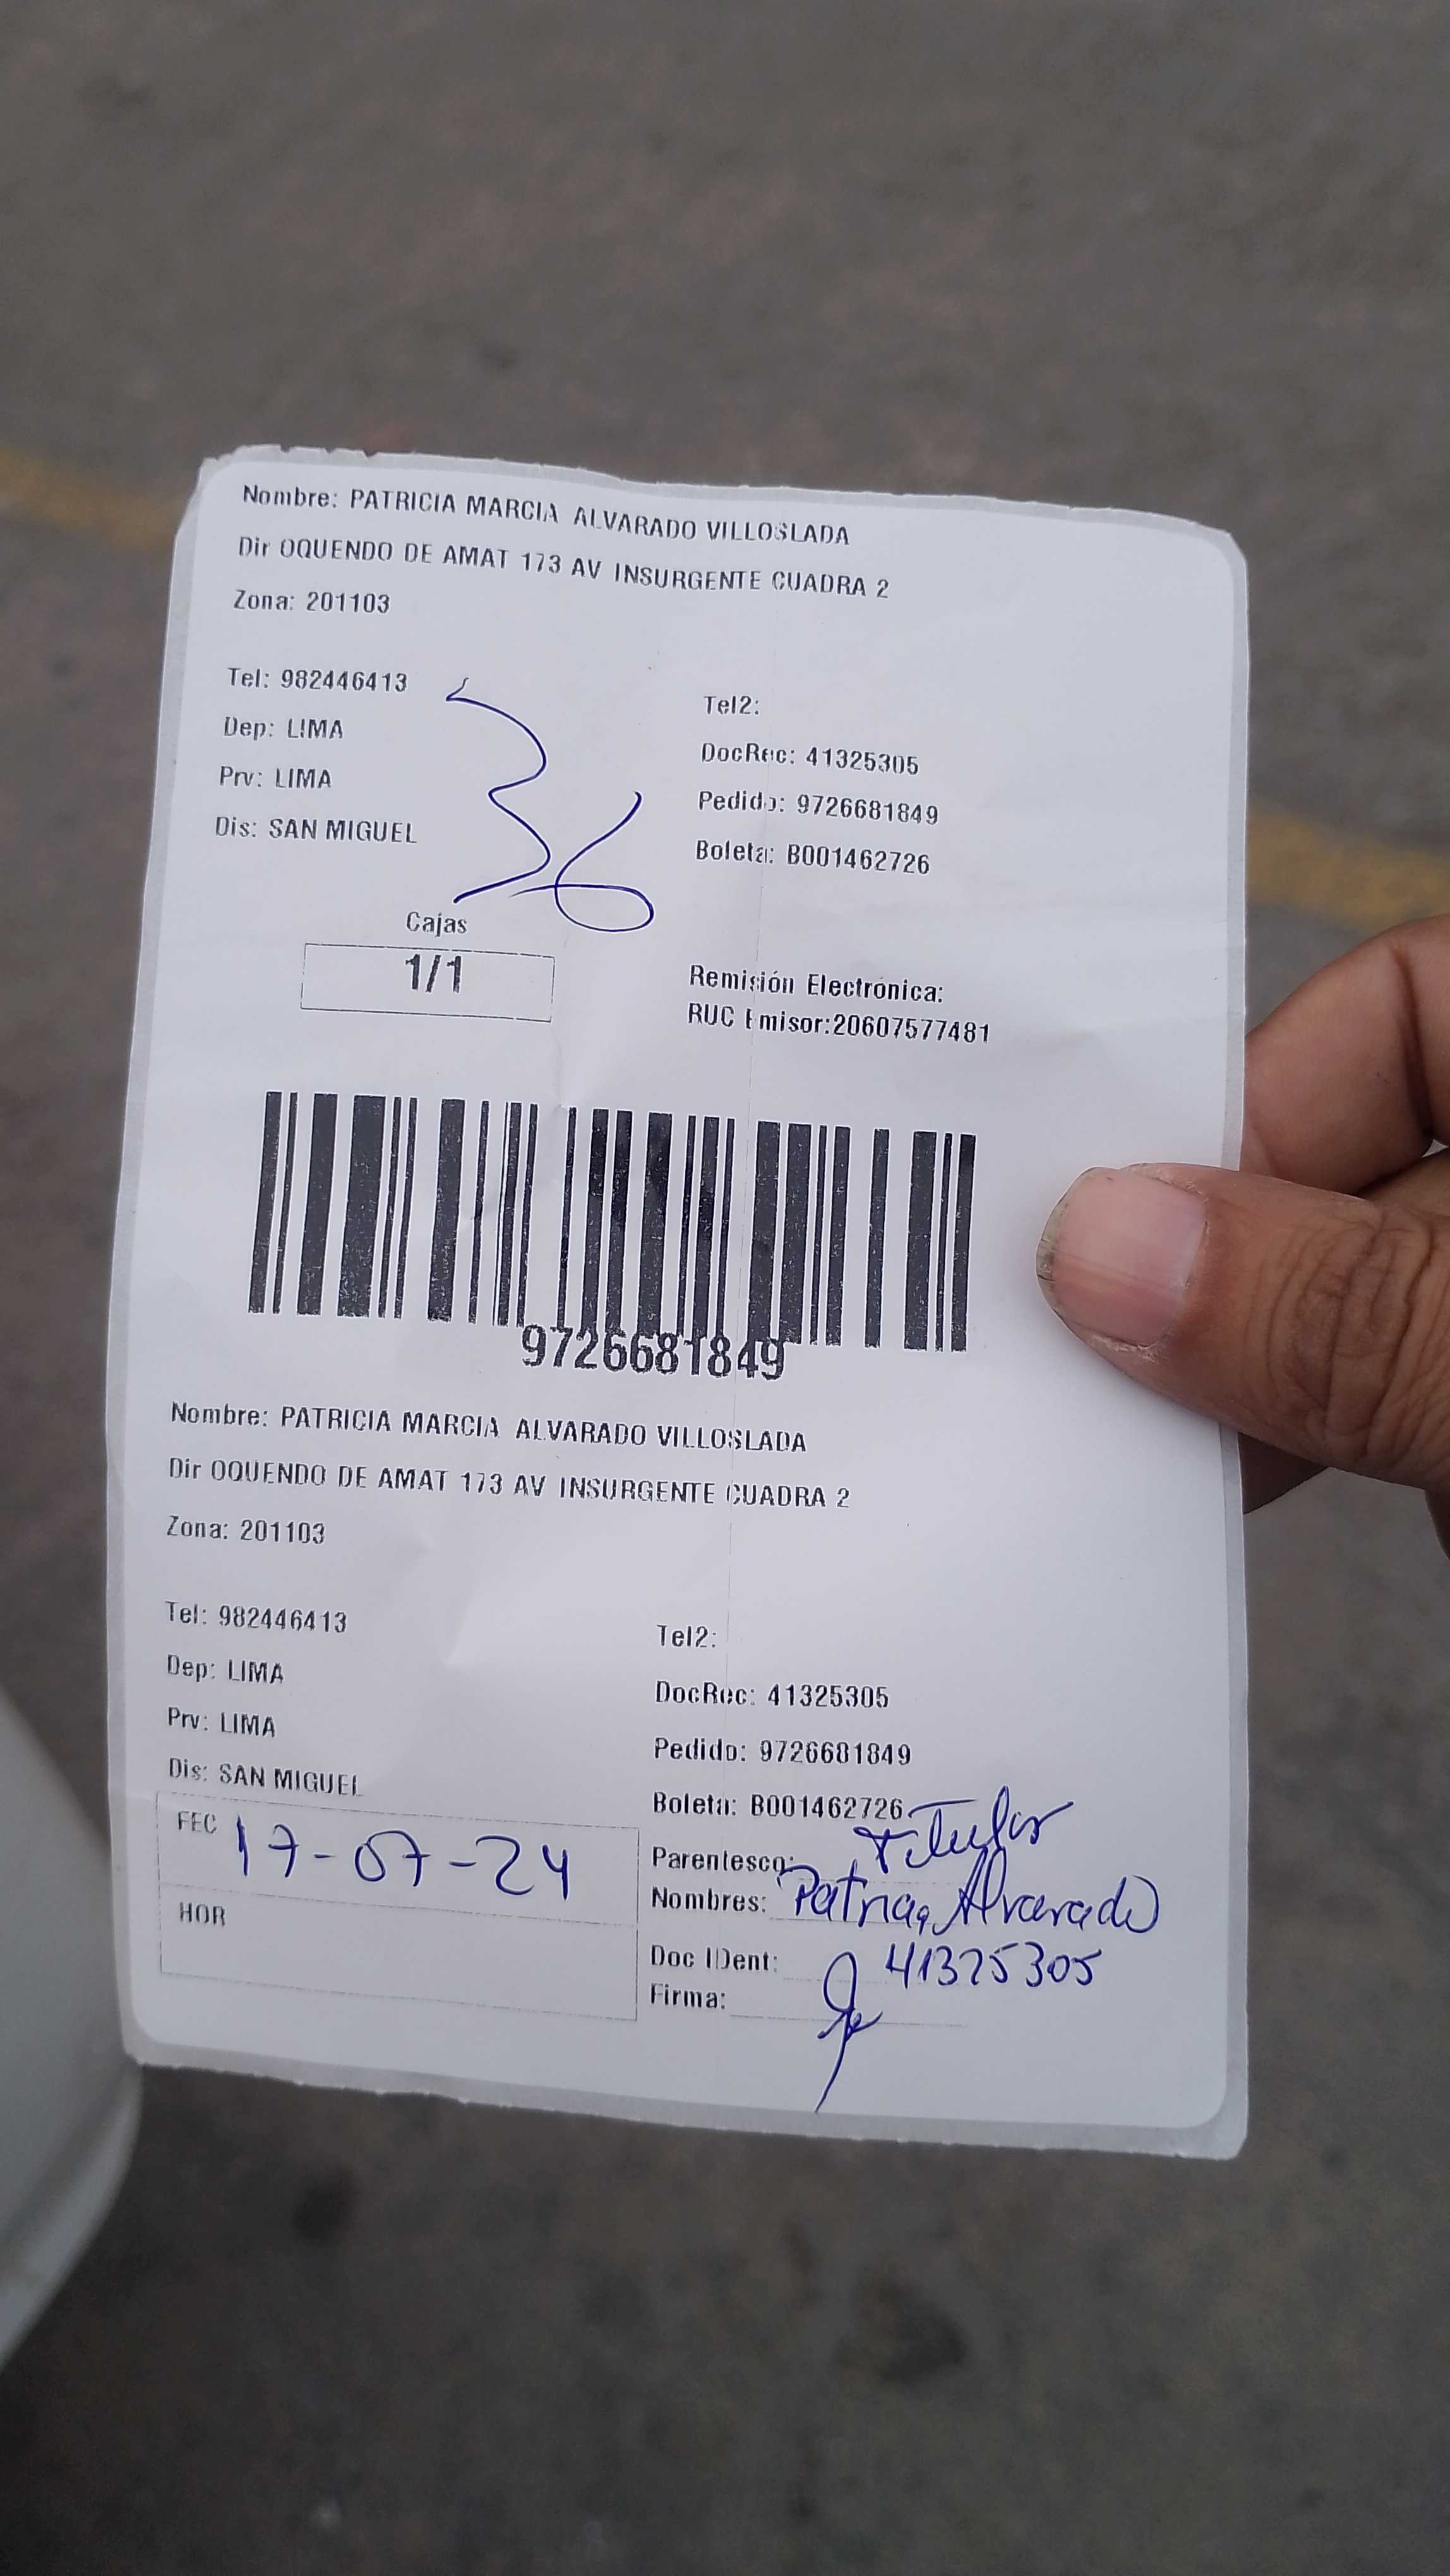 Nombre: PATRICIA MARCIA ALVARADO VILLOSLADA
Dir OQUENDO DE AMAT 173 AV INSURGENTE CUADRA 2
Zona: 201103
Tel: 982446413
Tel2:
Dep: LIMA
DocRec: 41325305
Prv: LIMA
Pedido: 9726681849
Dis: SAN MIGUEL
Boleta: B001462726
36
Cajas
1/1
Remisión Electrónica:
RUC Emisor:20607577481
9726681849
Nombre: PATRICIA MARCIA ALVARADO VILLOSLADA
Dir OQUENDO DE AMAT 173 AV INSURGENTE CUADRA 2
Zona: 201103
Tel: 982446413
Tel2:
Dep: LIMA
DocRec: 41325305
Prv: LIMA
Pedido: 9726681849
Dis: SAN MIGUEL
Boleta: B001462726
FEC 17-07-24
Parentesco: Titular
Nombres: Patricia Alvarado
HOR
Doc IDent: 41325305
Firma: